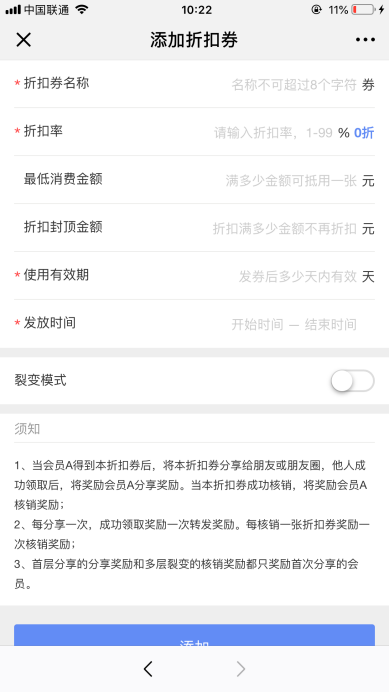 中国联通 10:22 11%
添加折扣券
* 折扣券名称 名称不可超过8个字符 券
* 折扣率 请输入折扣率，1-99 % 0折
最低消费金额 满多少金额可抵用一张 元
折扣封顶金额 折扣满多少金额不再折扣 元
* 使用有效期 发券后多少天内有效 天
* 发放时间 开始时间 — 结束时间
裂变模式
须知
1、当会员A得到本折扣券后，将本折扣券分享给朋友或朋友圈，他人成
功领取后，将奖励会员A分享奖励。当本折扣券成功核销，将奖励会员A
核销奖励；
2、每分享一次，成功领取奖励一次转发奖励。每核销一张折扣券奖励一
次核销奖励；
3、首层分享的分享奖励和多层裂变的核销奖励都只奖励首次分享的会
员。
添加